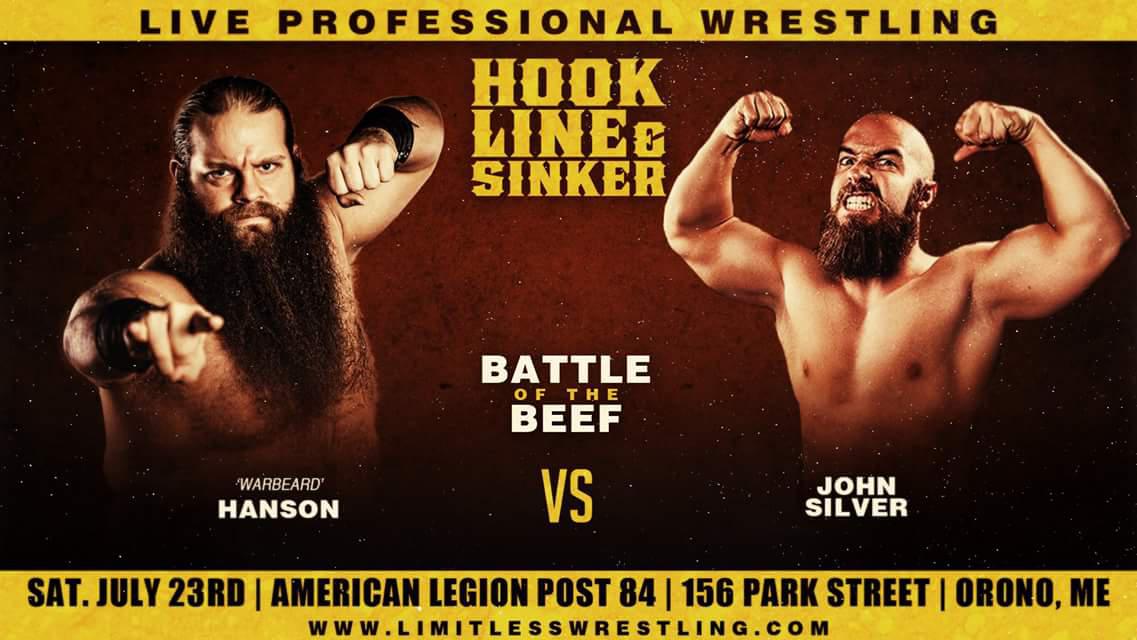 LIVE PROFESSIONAL WRESTLING
HOOK
LINE &
SINKER
BATTLE
OF THE
BEEF
'WARBEARD'
HANSON
VS
JOHN
SILVER
SAT. JULY 23RD | AMERICAN LEGION POST 84 | 156 PARK STREET | ORONO, ME
WWW.LIMITLESSWRESTLING.COM